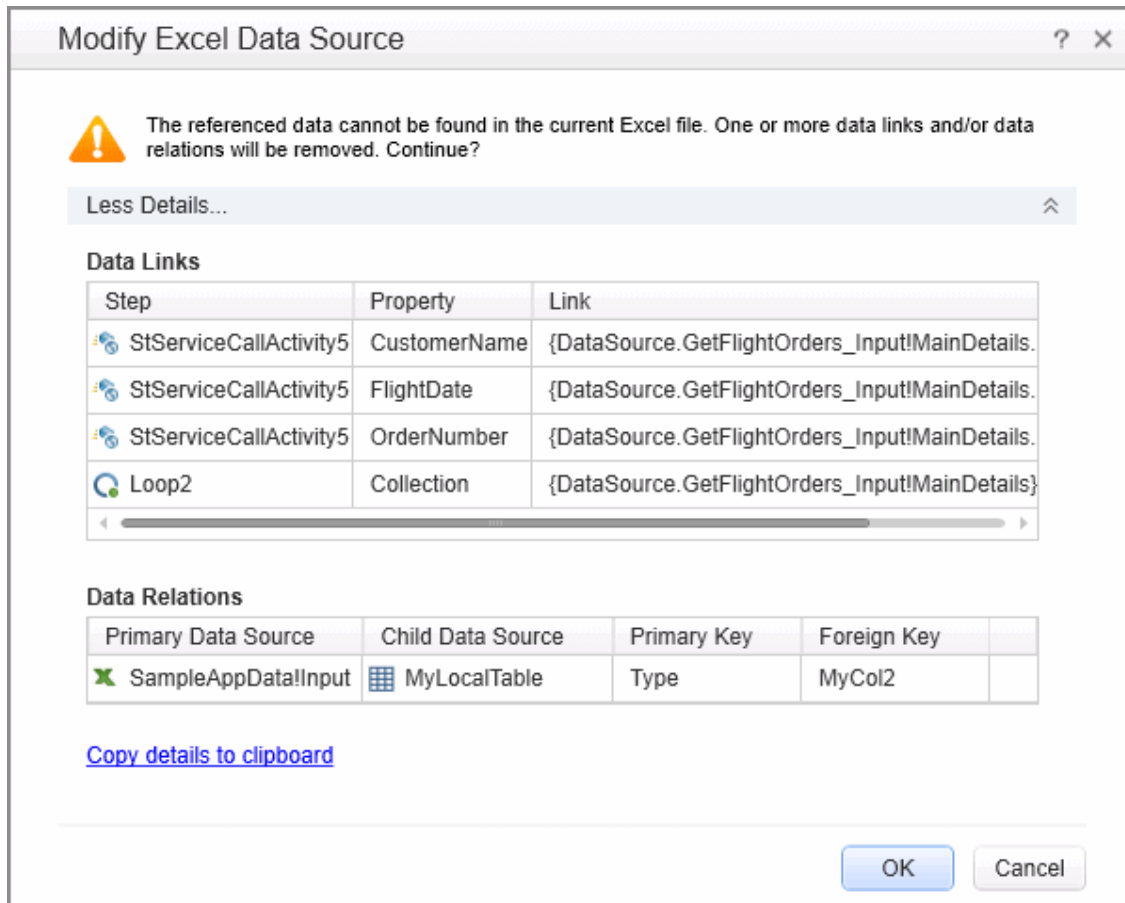 Modify Excel Data Source ? ×
The referenced data cannot be found in the current Excel file. One or more data links and/or data
relations will be removed. Continue?
Less Details...
Data Links
Step Property Link
StServiceCallActivity5 CustomerName {DataSource.GetFlightOrders_Input!MainDetails.
StServiceCallActivity5 FlightDate {DataSource.GetFlightOrders_Input!MainDetails.
StServiceCallActivity5 OrderNumber {DataSource.GetFlightOrders_Input!MainDetails.
Loop2 Collection {DataSource.GetFlightOrders_Input!MainDetails}
Data Relations
Primary Data Source Child Data Source Primary Key Foreign Key
SampleAppData!Input MyLocalTable Type MyCol2
Copy details to clipboard
OK Cancel